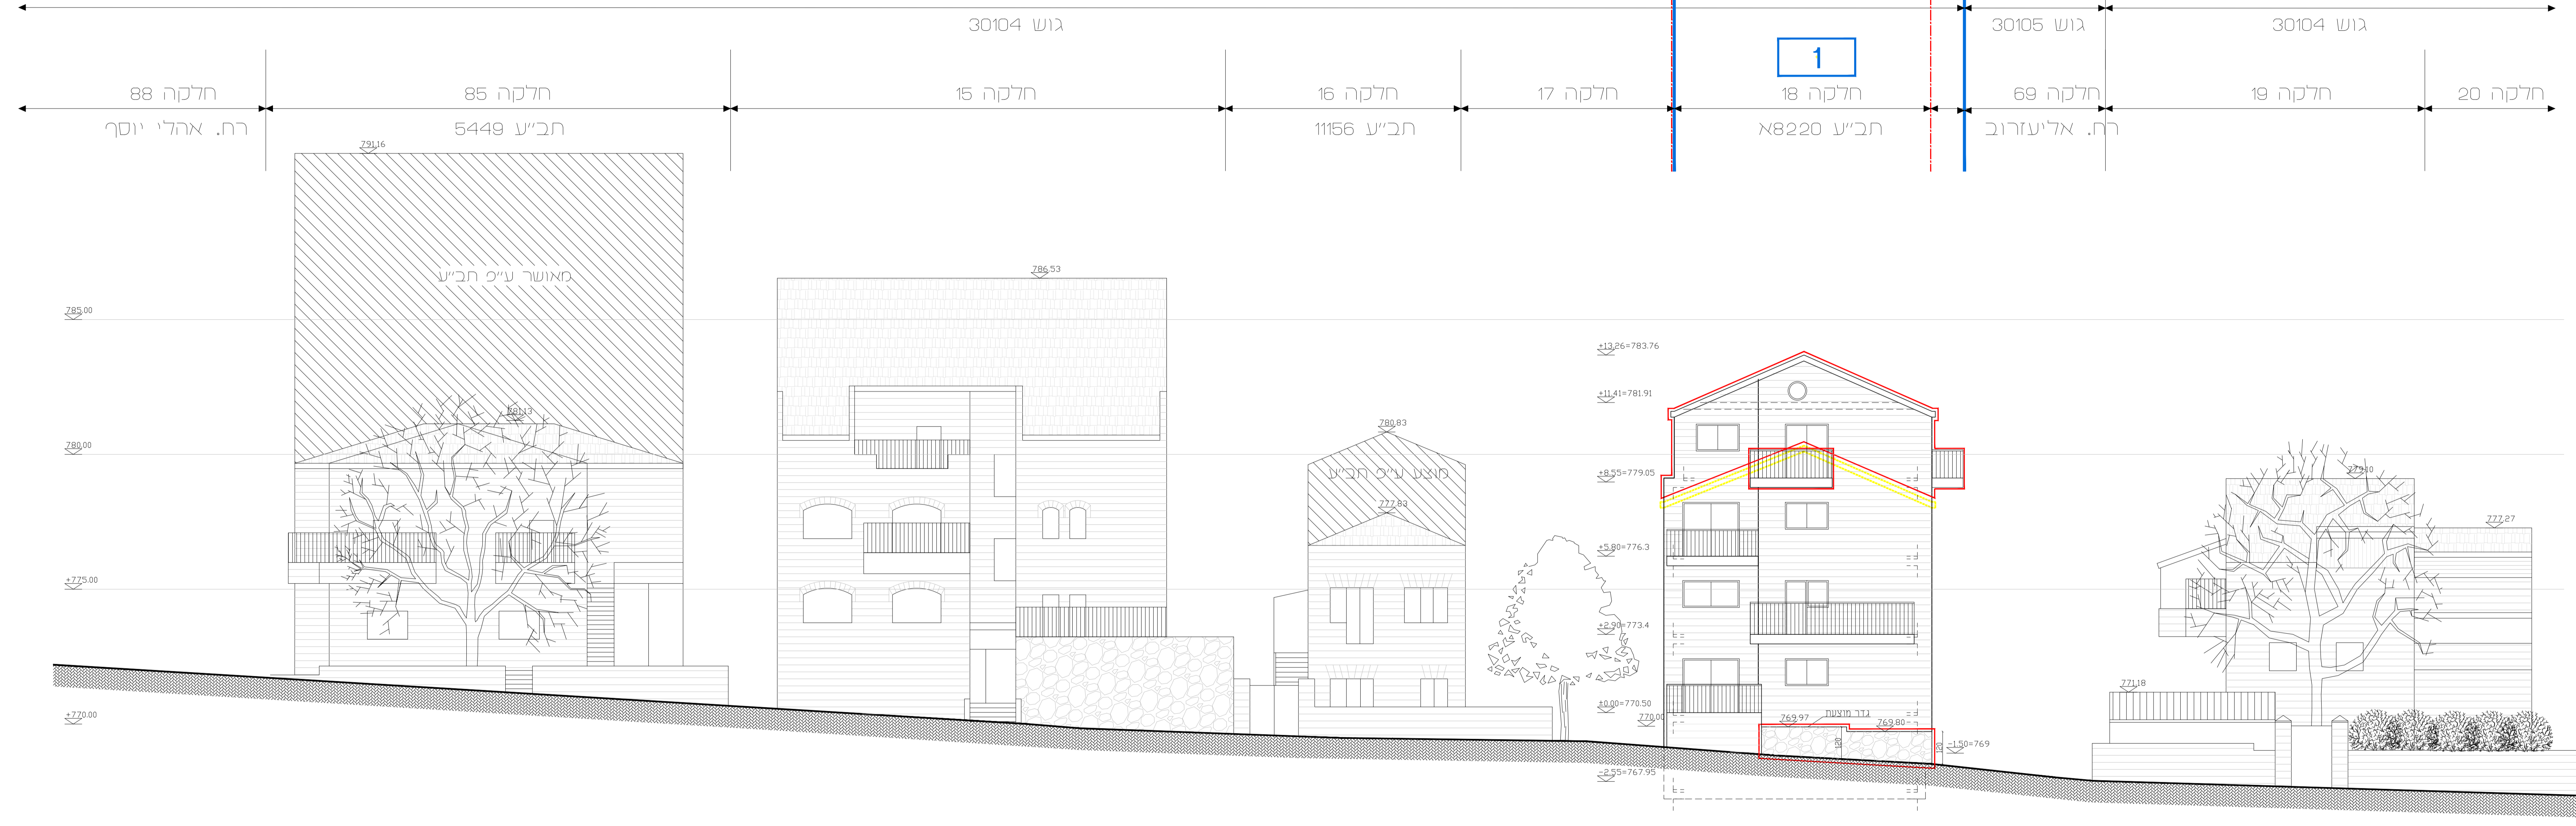 גוש 30104
גוש 30105
גוש 30104
1
חלקה 88
חלקה 85
חלקה 15
חלקה 16
חלקה 17
חלקה 18
חלקה 69
חלקה 19
חלקה 20
רח. אהלי יוסף
תב"ע 5449
תב"ע 11156
תב"ע 8220א
רח. אליעזרוב
791.16
מאושר ע"פ תב"ע
786.53
785.00
+13.26=783.76
+11.41=781.91
781.13
780.83
780.00
מוצע ע"פ תב"ע
+8.55=779.05
779.10
777.83
777.27
+5.80=776.3
+775.00
+2.90=773.4
771.18
±0.00=770.50
+770.00
770.00
769.97
גדר מוצעת
769.80
120
120
-1.50=769
-2.55=767.95